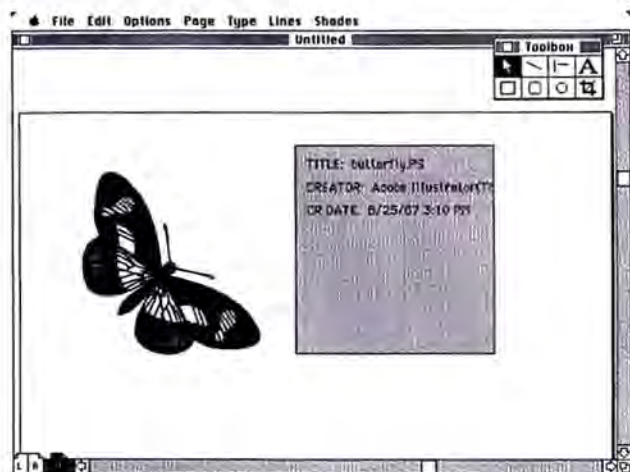 File Edit Options Page Type Lines Shades
Untitled
Toolbox
A
TITLE: butterfly.PS
CREATOR: Adobe Illustrator(T
CR DATE: 8/25/87 3:10 PM
L R